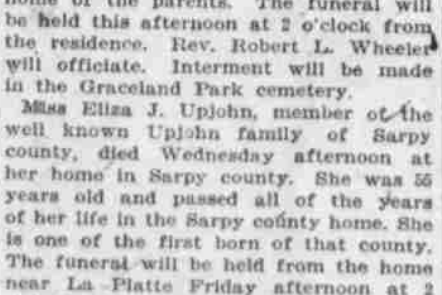 home of the parents. The funeral will
be held this afternoon at 2 o'clock from
the residence. Rev. Robert L. Wheeler
will officiate. Interment will be made
in the Graceland Park cemetery.
Miss Eliza J. Upjohn, member of the
well known Upjohn family of Sarpy
county, died Wednesday afternoon at
her home in Sarpy county. She was 55
years old and passed all of the years
of her life in the Sarpy county home. She
is one of the first born of that county.
The funeral will be held from the home
near La Platte Friday afternoon at 2